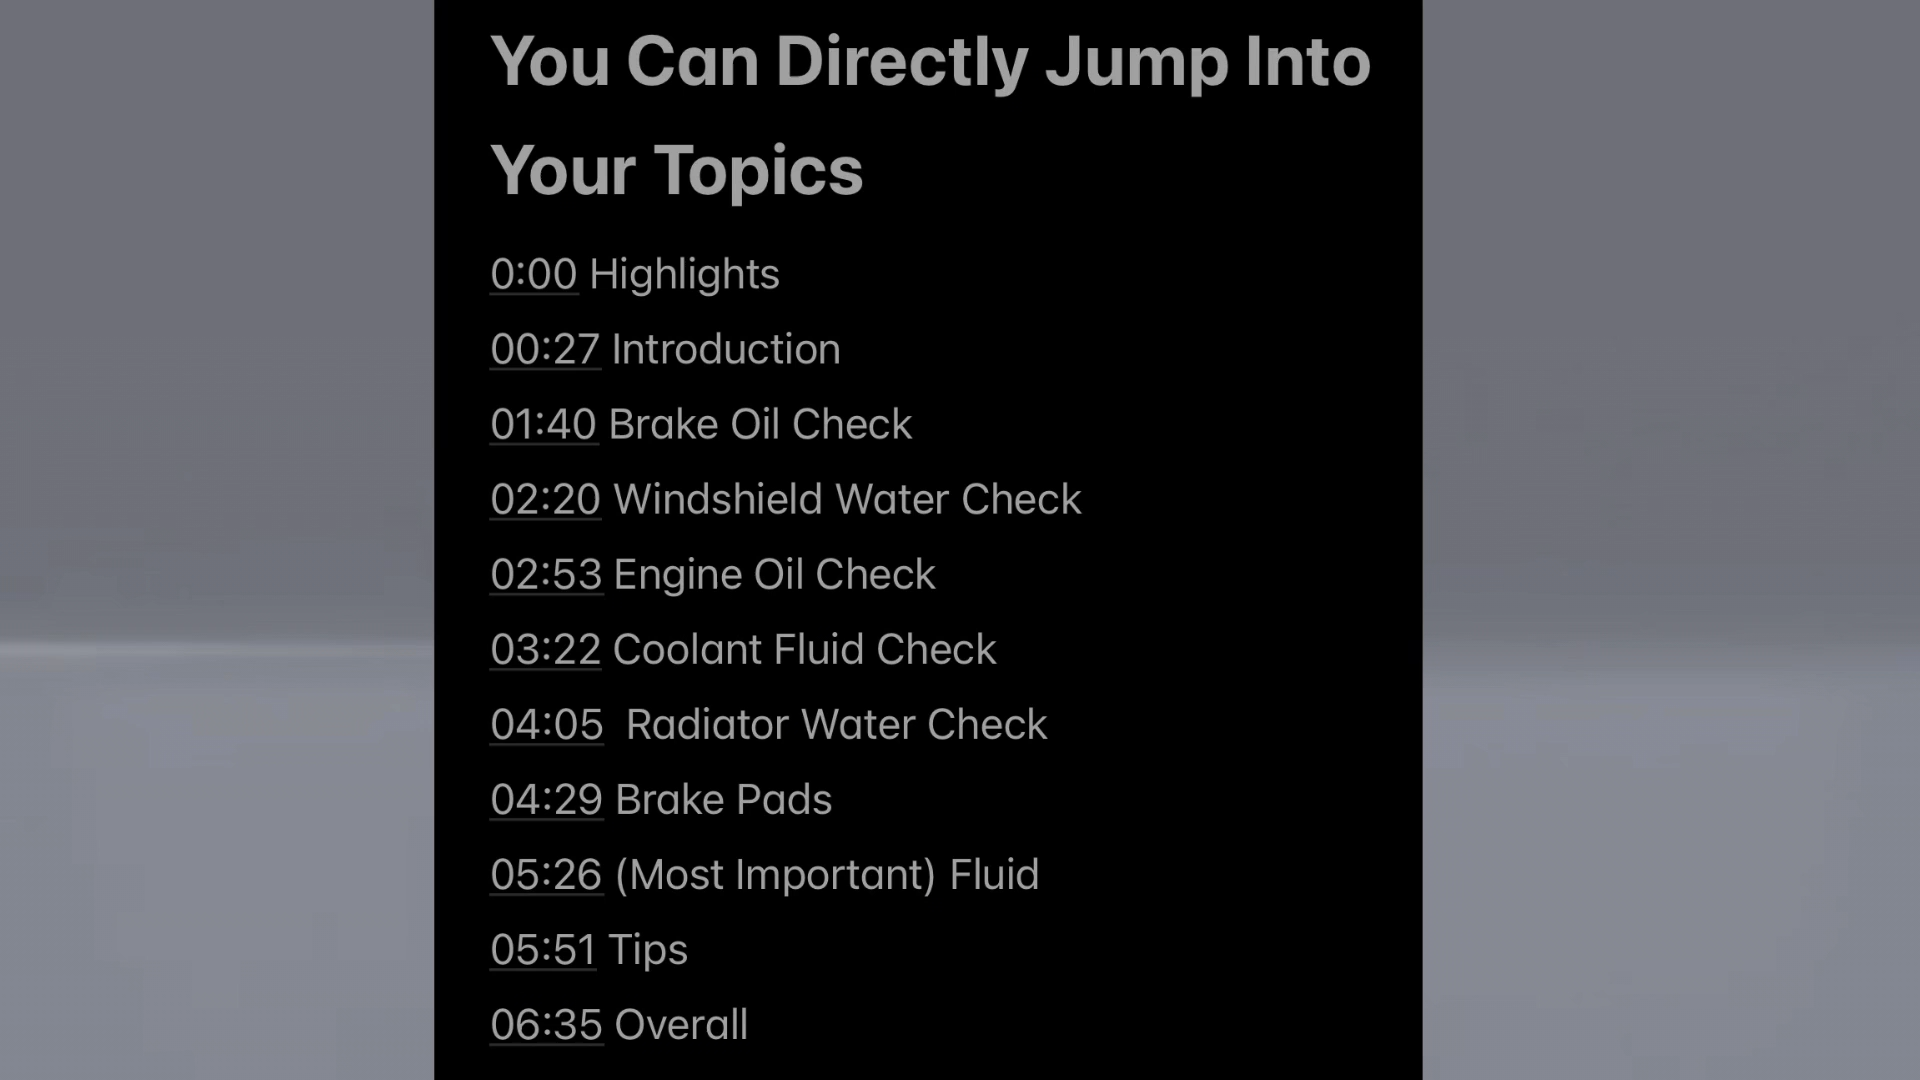 You Can Directly Jump Into
Your Topics
0:00 Highlights
00:27 Introduction
01:40 Brake Oil Check
02:20 Windshield Water Check
02:53 Engine Oil Check
03:22 Coolant Fluid Check
04:05  Radiator Water Check
04:29 Brake Pads
05:26 (Most Important) Fluid
05:51 Tips
06:35 Overall